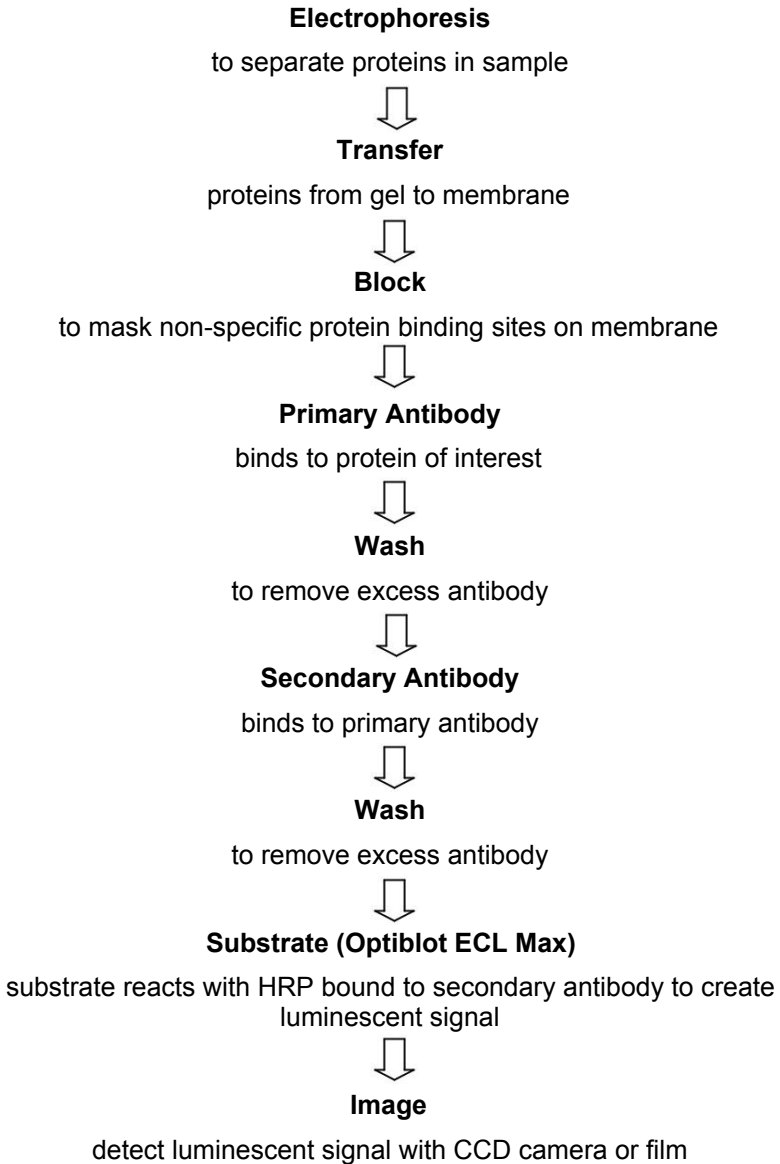 Electrophoresis
to separate proteins in sample
Transfer
proteins from gel to membrane
Block
to mask non-specific protein binding sites on membrane
Primary Antibody
binds to protein of interest
Wash
to remove excess antibody
Secondary Antibody
binds to primary antibody
Wash
to remove excess antibody
Substrate (Optiblot ECL Max)
substrate reacts with HRP bound to secondary antibody to create
luminescent signal
Image
detect luminescent signal with CCD camera or film